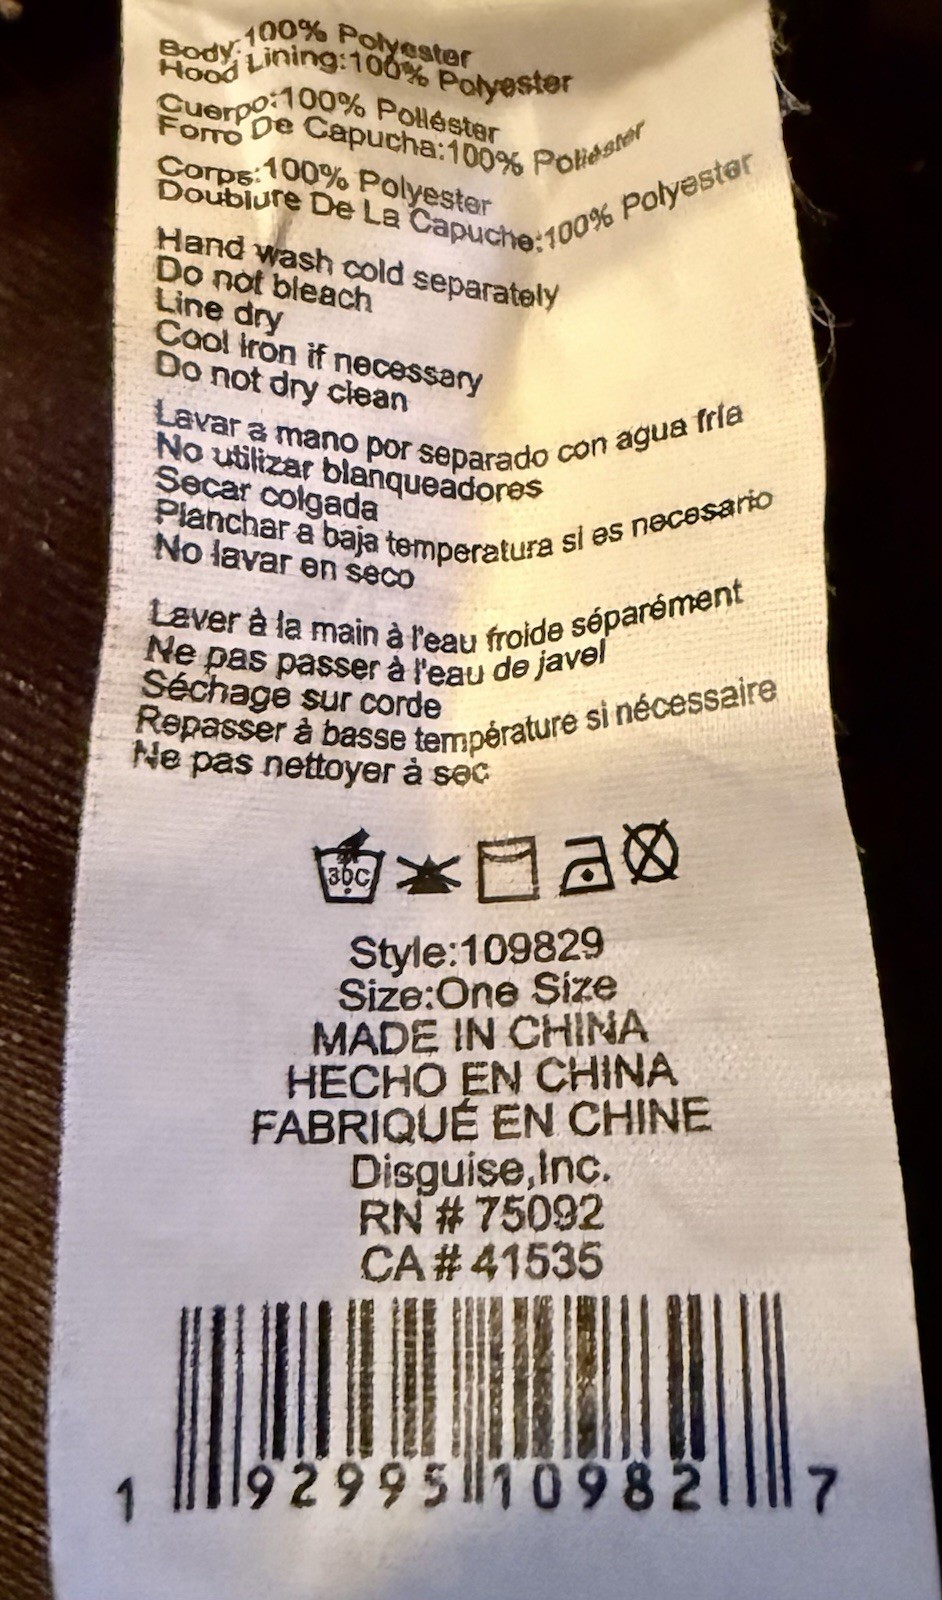 Body:100% Polyester
Hood Lining:100% Polyester
Cuerpo:100% Poliéster
Forro De Capucha:100% Poliéster
Corps:100% Polyester
Doublure De La Capuche:100% Polyester
Hand wash cold separately
Do not bleach
Line dry
Cool iron if necessary
Do not dry clean
Lavar a mano por separado con agua fría
No utilizar blanqueadores
Secar colgada
Planchar a baja temperatura si es necesario
No lavar en seco
Laver à la main à l'eau froide séparément
Ne pas passer à l'eau de javel
Séchage sur corde
Repasser à basse température si nécessaire
Ne pas nettoyer à sec
30C
Style:109829
Size:One Size
MADE IN CHINA
HECHO EN CHINA
FABRIQUÉ EN CHINE
Disguise,Inc.
RN # 75092
CA # 41535
1 92995 10982 7